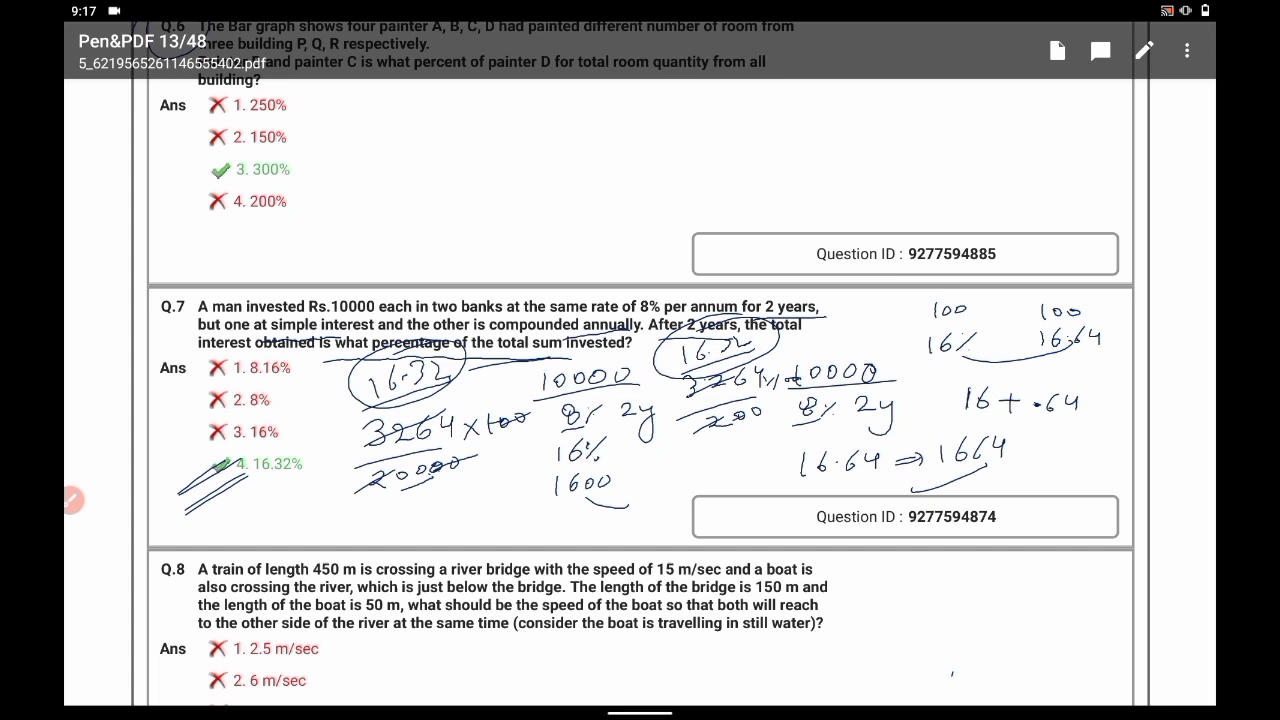 9:17
Q.6 The Bar graph shows four painter A, B, C, D had painted different number of room from
Pen&PDF 13/48
three building P, Q, R respectively.
5_6219565261146555402.pdf
and painter C is what percent of painter D for total room quantity from all
building?
Ans 1. 250%
2. 150%
3. 300%
4. 200%
Question ID : 9277594885
Q.7 A man invested Rs.10000 each in two banks at the same rate of 8% per annum for 2 years,
but one at simple interest and the other is compounded annually. After 2 years, the total
interest obtained is what percentage of the total sum invested?
100 100
16% 16.64
Ans 1. 8.16%
2. 8%
3. 16%
4. 16.32%
16.32
3264 x 100
20000
10000
8% 2y
16%
1600
16.32
3264
200
10000
8% 2y
16 + .64
16.64 ⇒ 1664
Question ID : 9277594874
Q.8 A train of length 450 m is crossing a river bridge with the speed of 15 m/sec and a boat is
also crossing the river, which is just below the bridge. The length of the bridge is 150 m and
the length of the boat is 50 m, what should be the speed of the boat so that both will reach
to the other side of the river at the same time (consider the boat is travelling in still water)?
Ans 1. 2.5 m/sec
2. 6 m/sec